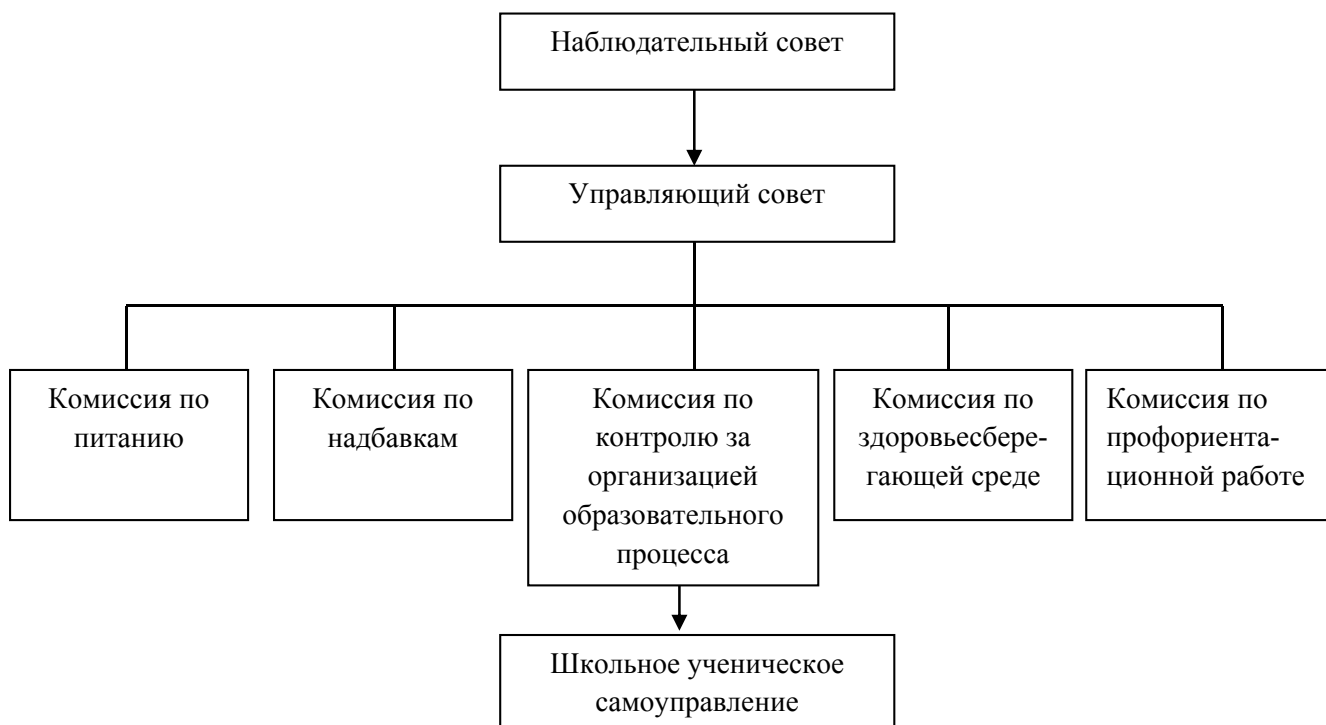 Наблюдательный совет
Управляющий совет
Комиссия по
питанию
Комиссия по
надбавкам
Комиссия по
контролю за
организацией
образовательного
процесса
Комиссия по
здоровьесбере-
гающей среде
Комиссия по
профориента-
ционной работе
Школьное ученическое
самоуправление